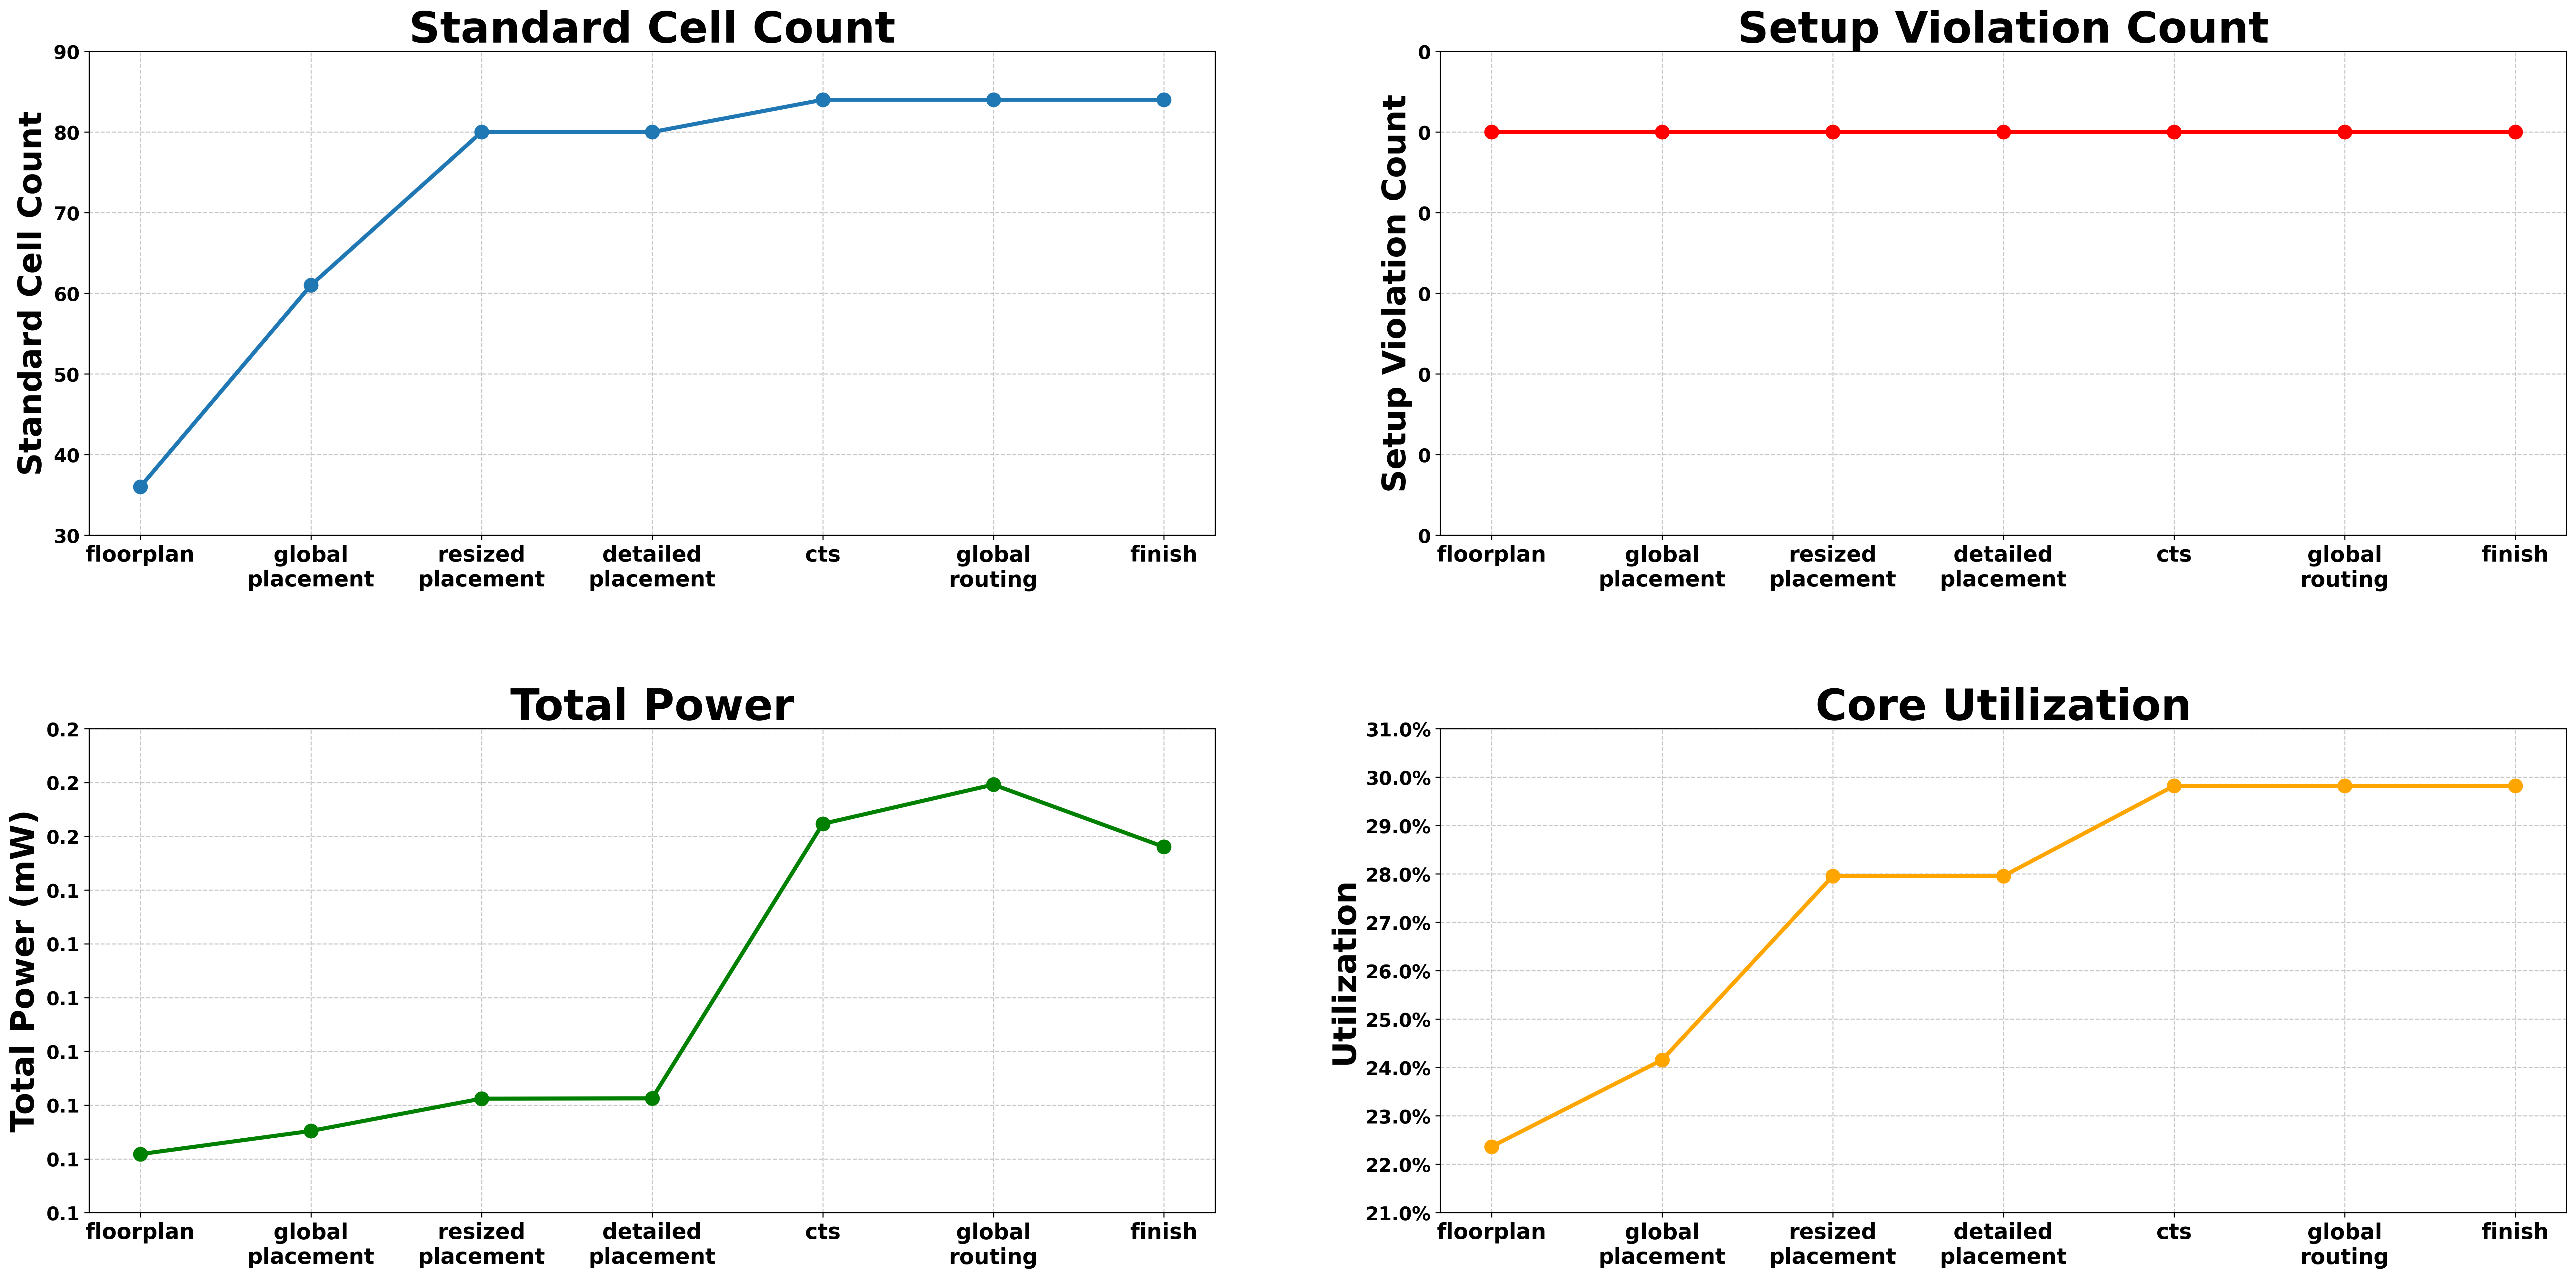 Standard Cell Count
Standard Cell Count
90
80
70
60
50
40
30
floorplan
global
placement
resized
placement
detailed
placement
cts
global
routing
finish
Setup Violation Count
Setup Violation Count
0
0
0
0
0
0
0
floorplan
global
placement
resized
placement
detailed
placement
cts
global
routing
finish
Total Power
Total Power (mW)
0.2
0.2
0.2
0.1
0.1
0.1
0.1
0.1
0.1
0.1
floorplan
global
placement
resized
placement
detailed
placement
cts
global
routing
finish
Core Utilization
Utilization
31.0%
30.0%
29.0%
28.0%
27.0%
26.0%
25.0%
24.0%
23.0%
22.0%
21.0%
floorplan
global
placement
resized
placement
detailed
placement
cts
global
routing
finish